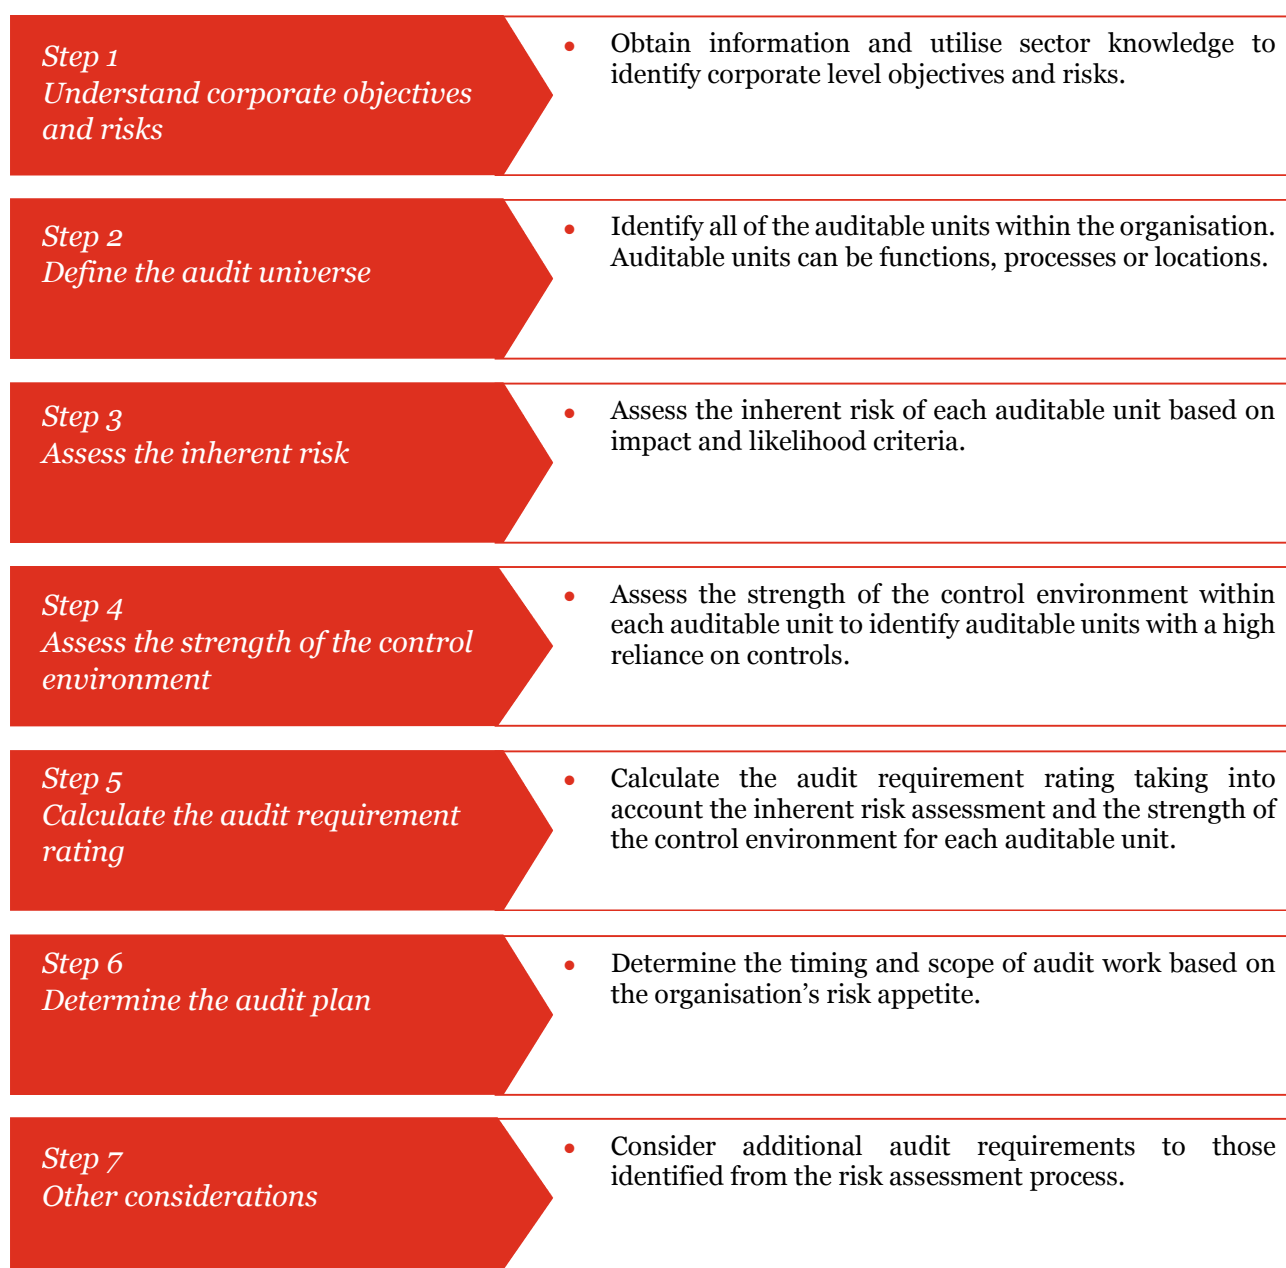 Step 1
Understand corporate objectives
and risks
• Obtain information and utilise sector knowledge to
identify corporate level objectives and risks.
Step 2
Define the audit universe
• Identify all of the auditable units within the organisation.
Auditable units can be functions, processes or locations.
Step 3
Assess the inherent risk
• Assess the inherent risk of each auditable unit based on
impact and likelihood criteria.
Step 4
Assess the strength of the control
environment
• Assess the strength of the control environment within
each auditable unit to identify auditable units with a high
reliance on controls.
Step 5
Calculate the audit requirement
rating
• Calculate the audit requirement rating taking into
account the inherent risk assessment and the strength of
the control environment for each auditable unit.
Step 6
Determine the audit plan
• Determine the timing and scope of audit work based on
the organisation’s risk appetite.
Step 7
Other considerations
• Consider additional audit requirements to those
identified from the risk assessment process.